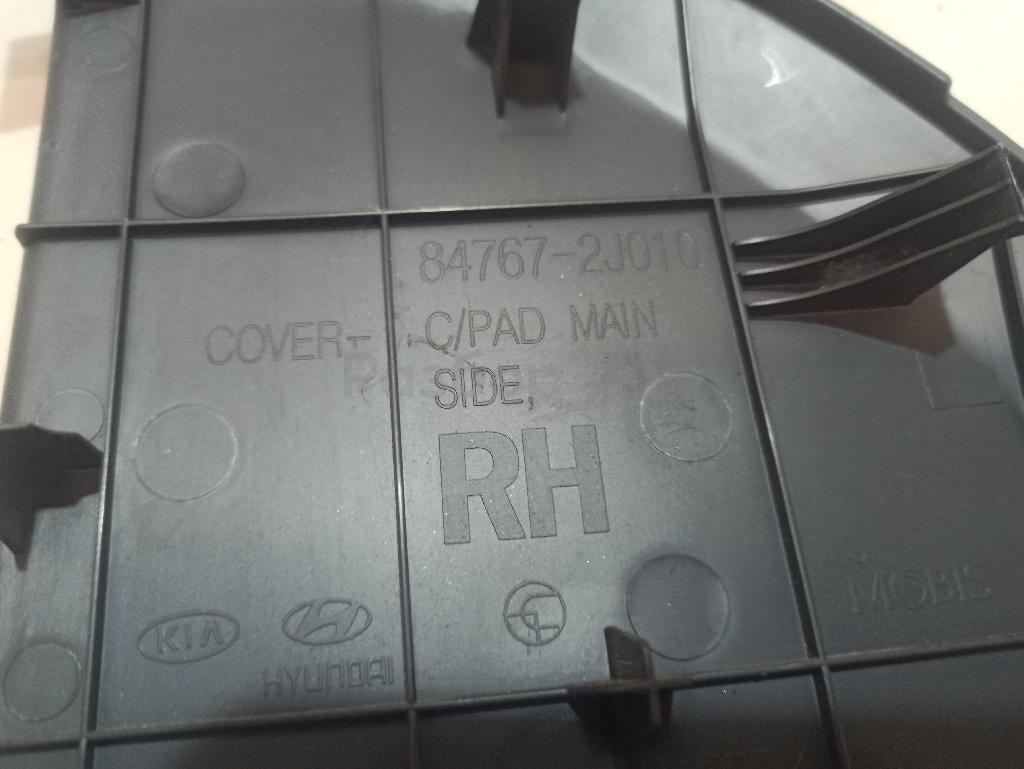 84767-2J010
COVER- C/PAD MAIN
SIDE,
RH
KIA
HYUNDAI
MOBIS